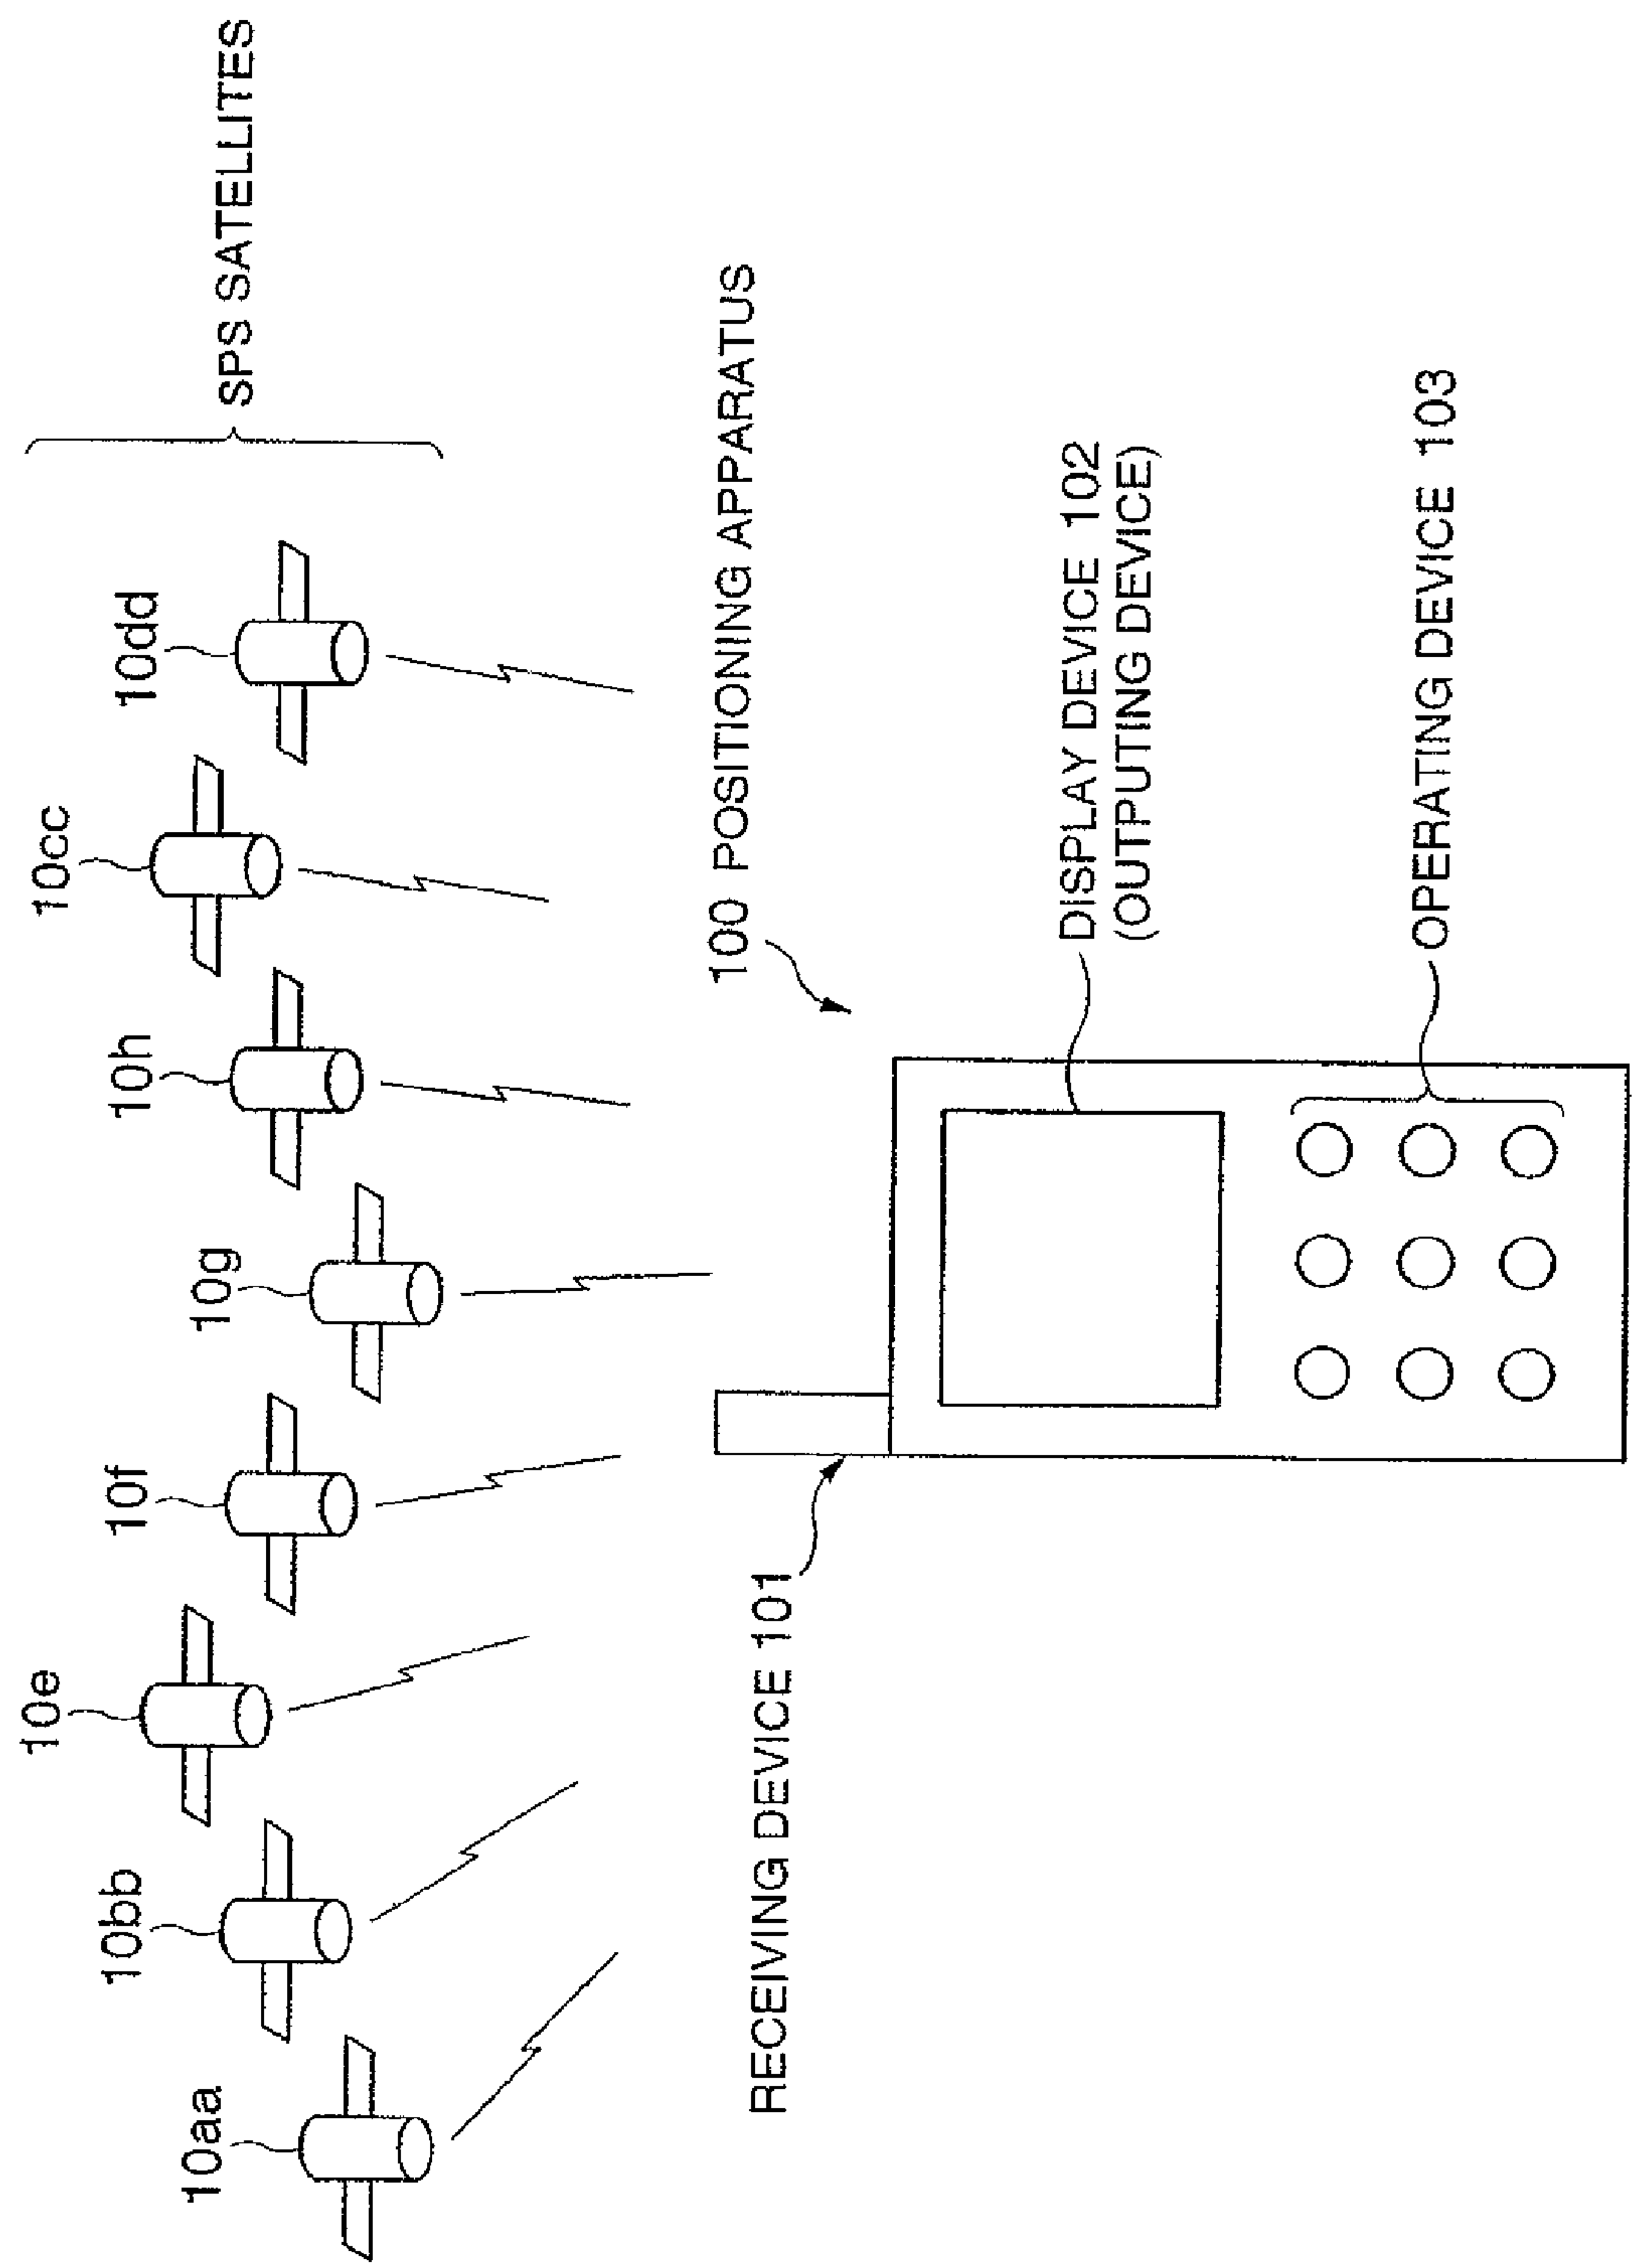 SPS SATELLITES
10aa
10bb
10e
10f
10g
10h
10cc
10dd
100 POSITIONING APPARATUS
RECEIVING DEVICE 101
DISPLAY DEVICE 102
(OUTPUTING DEVICE)
OPERATING DEVICE 103